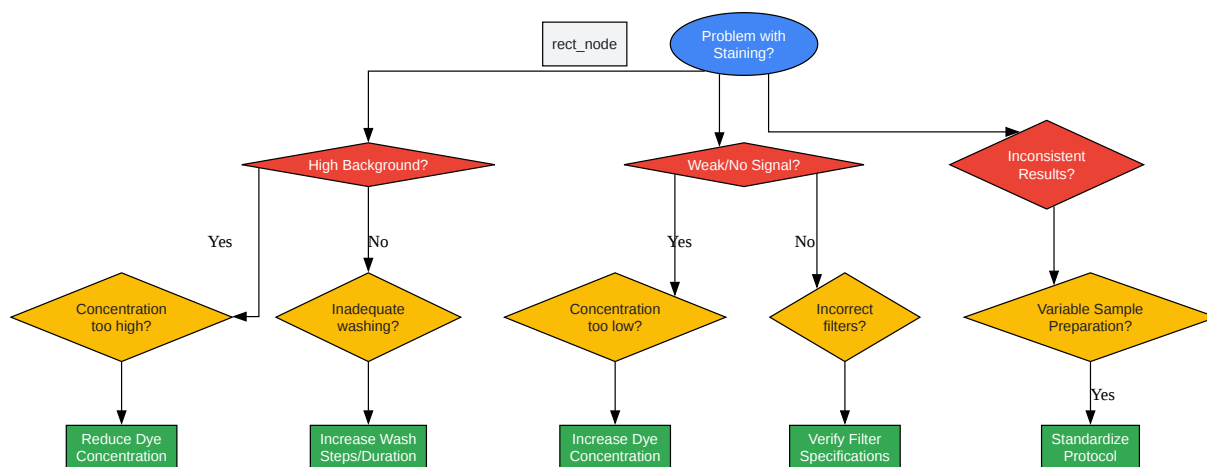 rect_node
Problem with
Staining?
High Background?
Weak/No Signal?
Inconsistent
Results?
Yes
No
Yes
No
Concentration
too high?
Inadequate
washing?
Concentration
too low?
Incorrect
filters?
Variable Sample
Preparation?
Yes
Reduce Dye
Concentration
Increase Wash
Steps/Duration
Increase Dye
Concentration
Verify Filter
Specifications
Standardize
Protocol